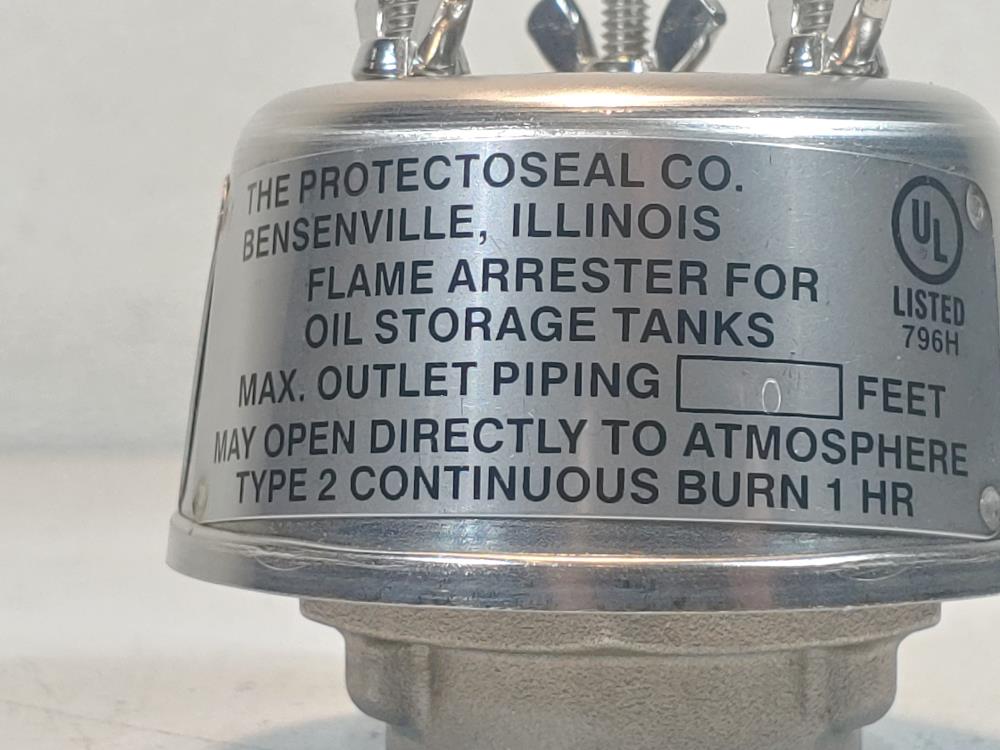 THE PROTECTOSEAL CO.
BENSENVILLE, ILLINOIS
FLAME ARRESTER FOR
OIL STORAGE TANKS
MAX. OUTLET PIPING 0 FEET
MAY OPEN DIRECTLY TO ATMOSPHERE
TYPE 2 CONTINUOUS BURN 1 HR
UL
LISTED
796H